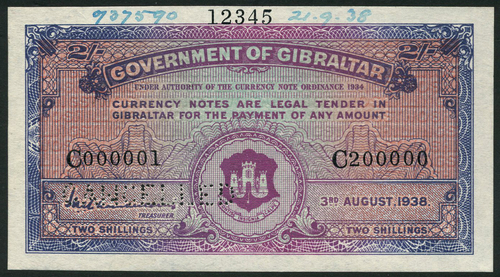 937590 12345 21-9-38
2/- 2/-
GOVERNMENT OF GIBRALTAR
UNDER AUTHORITY OF THE CURRENCY NOTE ORDINANCE 1934
CURRENCY NOTES ARE LEGAL TENDER IN
GIBRALTAR FOR THE PAYMENT OF ANY AMOUNT
C000001 C200000
CANCELLED
3RD AUGUST, 1938.
TREASURER
TWO SHILLINGS TWO SHILLINGS